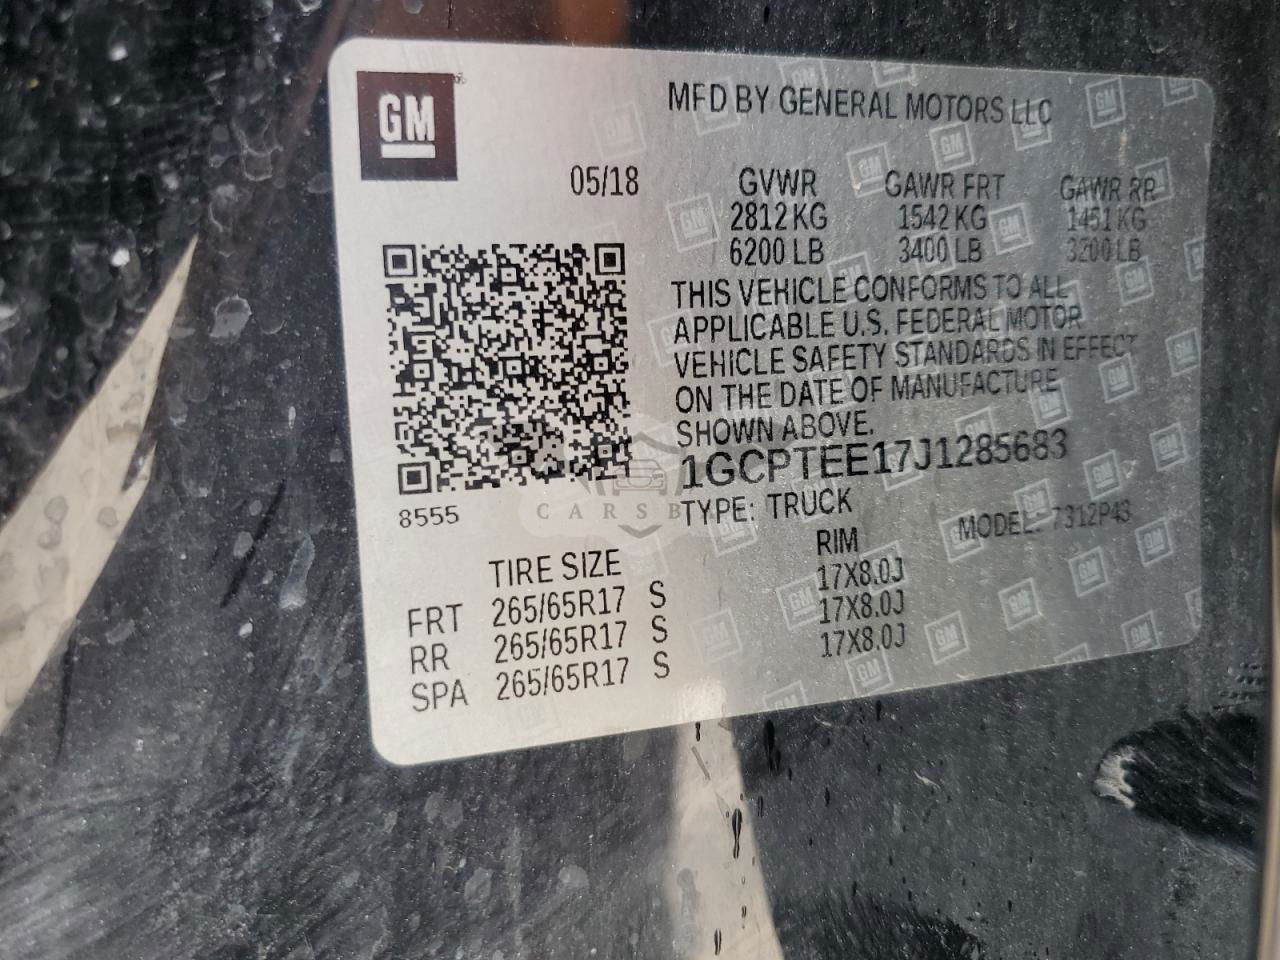 GM
MFD BY GENERAL MOTORS LLC
05/18
GVWR GAWR FRT GAWR RR
2812 KG 1542 KG 1451 KG
6200 LB 3400 LB 3200 LB
THIS VEHICLE CONFORMS TO ALL
APPLICABLE U.S. FEDERAL MOTOR
VEHICLE SAFETY STANDARDS IN EFFECT
ON THE DATE OF MANUFACTURE
SHOWN ABOVE.
1GCPTEE17J1285683
8555
CARSB
TYPE: TRUCK MODEL: 7312P43
TIRE SIZE RIM
FRT 265/65R17 S 17X8.0J
RR 265/65R17 S 17X8.0J
SPA 265/65R17 S 17X8.0J